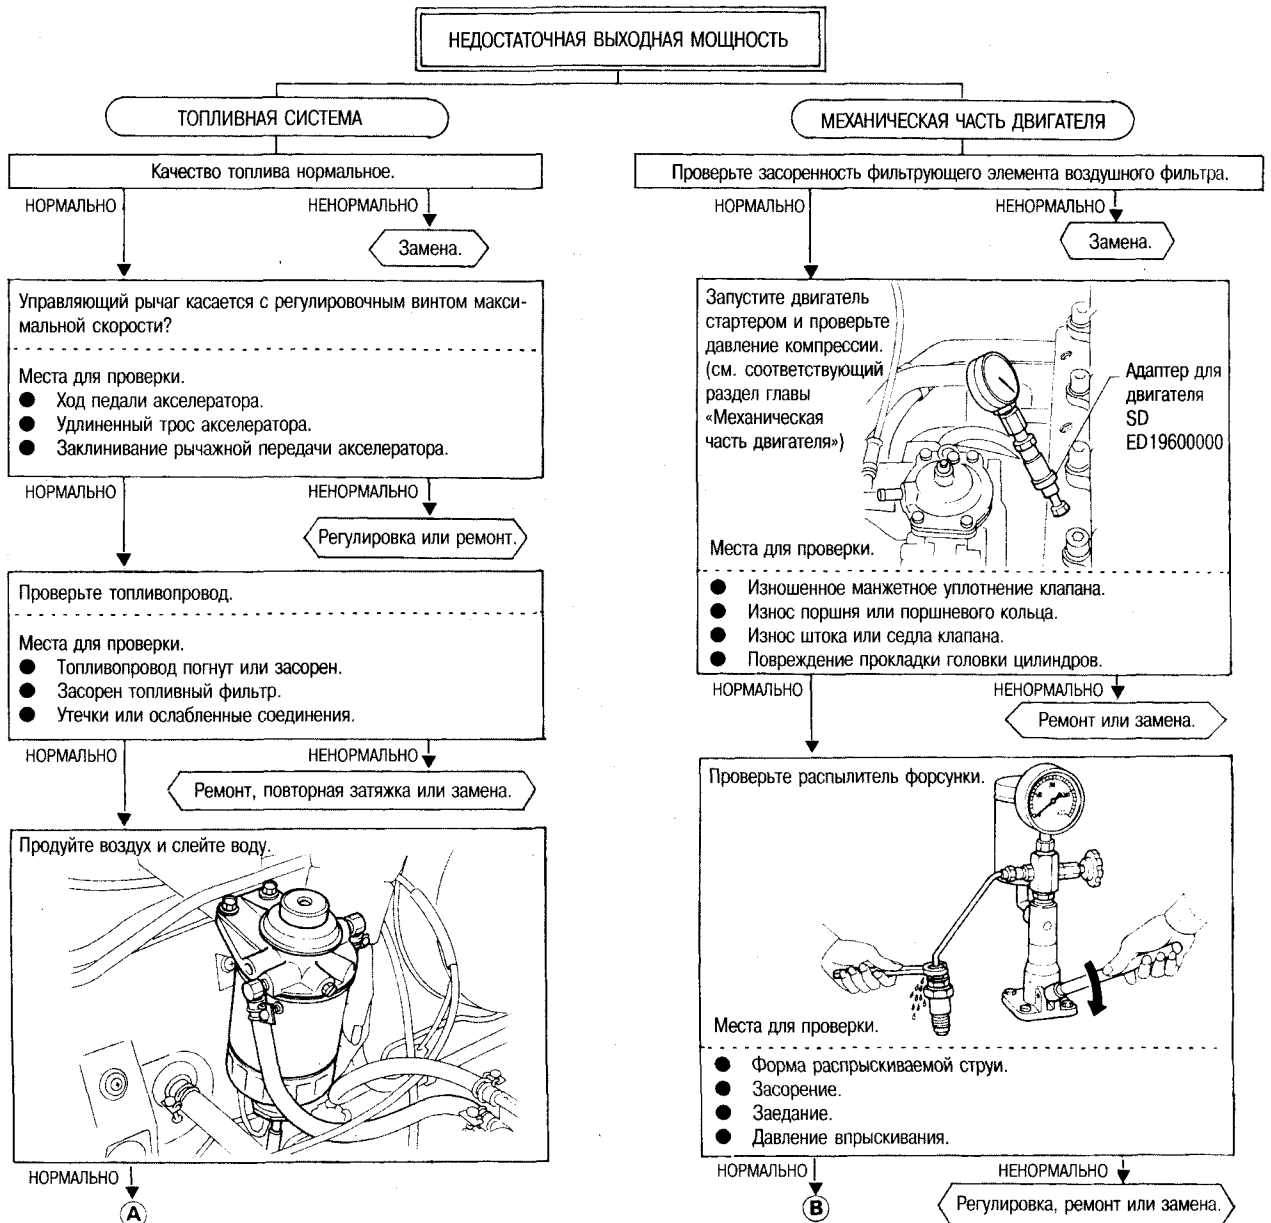 НЕДОСТАТОЧНАЯ ВЫХОДНАЯ МОЩНОСТЬ
ТОПЛИВНАЯ СИСТЕМА
Качество топлива нормальное.
НОРМАЛЬНО
НЕНОРМАЛЬНО
Замена.
Управляющий рычаг касается с регулировочным винтом макси-
мальной скорости?
Места для проверки.
● Ход педали акселератора.
● Удлиненный трос акселератора.
● Заклинивание рычажной передачи акселератора.
НОРМАЛЬНО
НЕНОРМАЛЬНО
Регулировка или ремонт.
Проверьте топливопровод.
Места для проверки.
● Топливопровод погнут или засорен.
● Засорен топливный фильтр.
● Утечки или ослабленные соединения.
НОРМАЛЬНО
НЕНОРМАЛЬНО
Ремонт, повторная затяжка или замена.
Продуйте воздух и слейте воду.
НОРМАЛЬНО
A
МЕХАНИЧЕСКАЯ ЧАСТЬ ДВИГАТЕЛЯ
Проверьте засоренность фильтрующего элемента воздушного фильтра.
НОРМАЛЬНО
НЕНОРМАЛЬНО
Замена.
Запустите двигатель
стартером и проверьте
давление компрессии.
(см. соответствующий
раздел главы
«Механическая
часть двигателя»)
Адаптер для
двигателя
SD
ED19600000
Места для проверки.
● Изношенное манжетное уплотнение клапана.
● Износ поршня или поршневого кольца.
● Износ штока или седла клапана.
● Повреждение прокладки головки цилиндров.
НОРМАЛЬНО
НЕНОРМАЛЬНО
Ремонт или замена.
Проверьте распылитель форсунки.
Места для проверки.
● Форма распрыскиваемой струи.
● Засорение.
● Заедание.
● Давление впрыскивания.
НОРМАЛЬНО
НЕНОРМАЛЬНО
B
Регулировка, ремонт или замена.